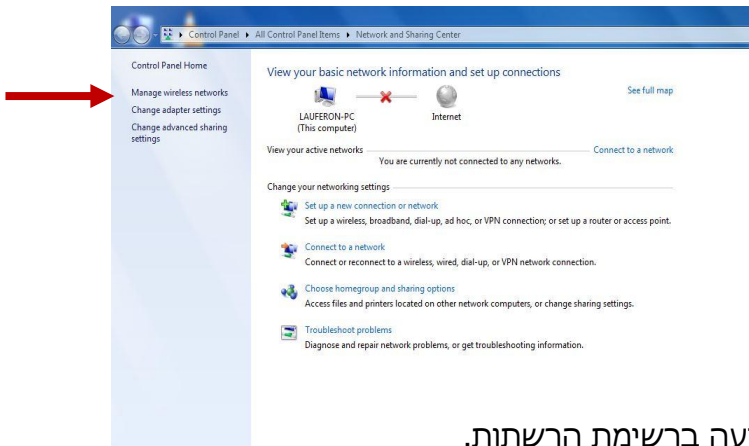 Control Panel ▸ All Control Panel Items ▸ Network and Sharing Center
Control Panel Home
Manage wireless networks
Change adapter settings
Change advanced sharing
settings
View your basic network information and set up connections
See full map
LAUFERON-PC
(This computer)
Internet
View your active networks
Connect to a network
You are currently not connected to any networks.
Change your networking settings
Set up a new connection or network
Set up a wireless, broadband, dial-up, ad hoc, or VPN connection; or set up a router or access point.
Connect to a network
Connect or reconnect to a wireless, wired, dial-up, or VPN network connection.
Choose homegroup and sharing options
Access files and printers located on other network computers, or change sharing settings.
Troubleshoot problems
Diagnose and repair network problems, or get troubleshooting information.
ברשימת הרשתות.